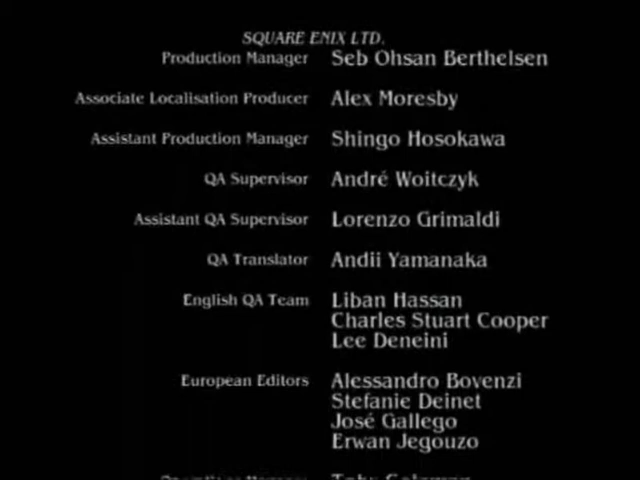 SQUARE ENIX LTD.
Production Manager Seb Ohsan Berthelsen
Associate Localisation Producer Alex Moresby
Assistant Production Manager Shingo Hosokawa
QA Supervisor André Woitczyk
Assistant QA Supervisor Lorenzo Grimaldi
QA Translator Andii Yamanaka
English QA Team Liban Hassan
Charles Stuart Cooper
Lee Deneini
European Editors Alessandro Bovenzi
Stefanie Deinet
José Gallego
Erwan Jegouzo